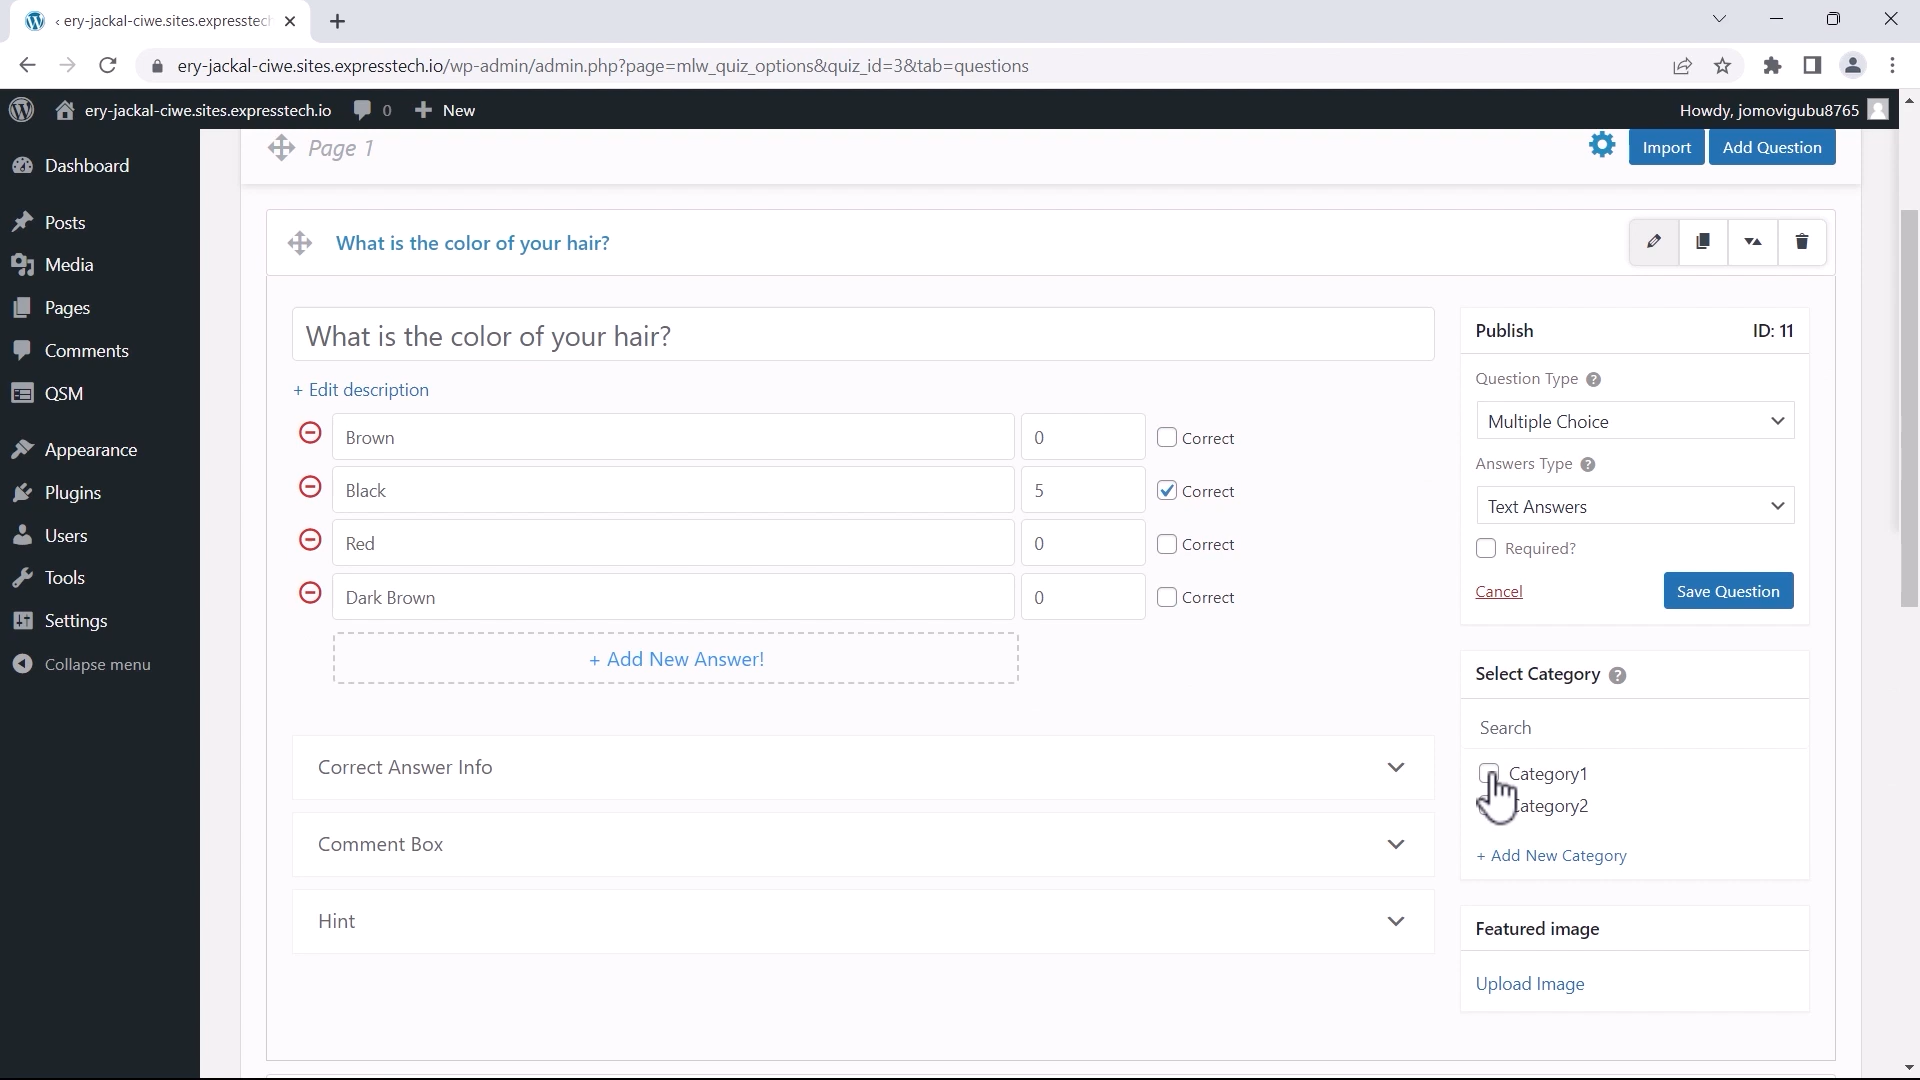 ‹ ery-jackal-ciwe.sites.expresstech
ery-jackal-ciwe.sites.expresstech.io/wp-admin/admin.php?page=mlw_quiz_options&quiz_id=3&tab=questions
ery-jackal-ciwe.sites.expresstech.io 0 + New Howdy, jomovigubu8765
Dashboard
Posts
Media
Pages
Comments
QSM
Appearance
Plugins
Users
Tools
Settings
Collapse menu
Page 1 Import Add Question
What is the color of your hair?
What is the color of your hair?
+ Edit description
Brown 0 Correct
Black 5 Correct
Red 0 Correct
Dark Brown 0 Correct
+ Add New Answer!
Correct Answer Info
Comment Box
Hint
Publish ID: 11
Question Type ?
Multiple Choice
Answers Type ?
Text Answers
Required?
Cancel Save Question
Select Category ?
Search
Category1
ategory2
+ Add New Category
Featured image
Upload Image